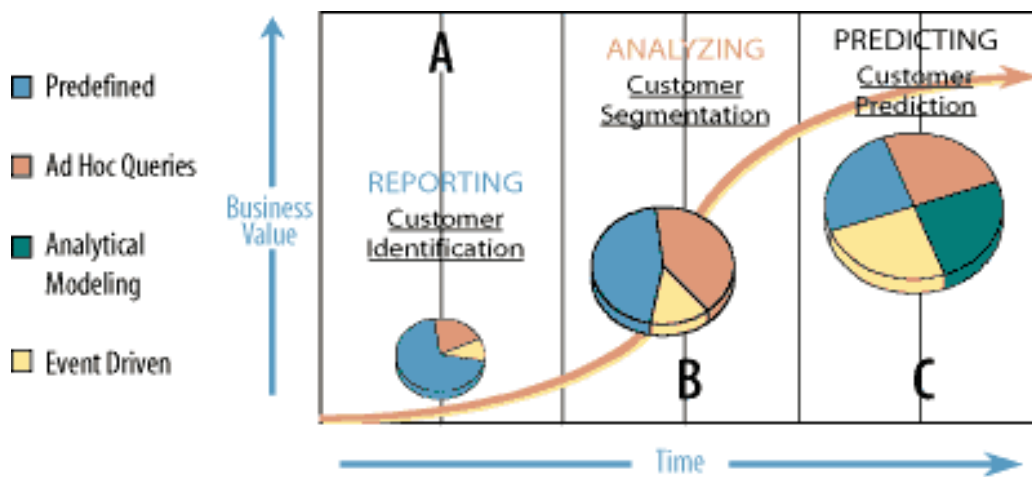 Predefined
Ad Hoc Queries
Analytical
Modeling
Event Driven
Business
Value
A
REPORTING
Customer
Identification
ANALYZING
Customer
Segmentation
B
PREDICTING
Customer
Prediction
C
Time